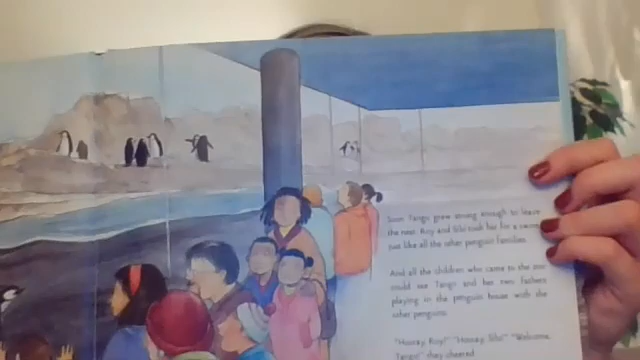 Soon Tango grew strong enough to leave
the nest. Roy and Silo took her for a swim,
just like all the other penguin families.
And all the children who came to the zoo
could see Tango and her two fathers
playing in the penguin house with the
other penguins.
"Hooray, Roy!" "Hooray, Silo!" "Welcome,
Tango!" they cheered.